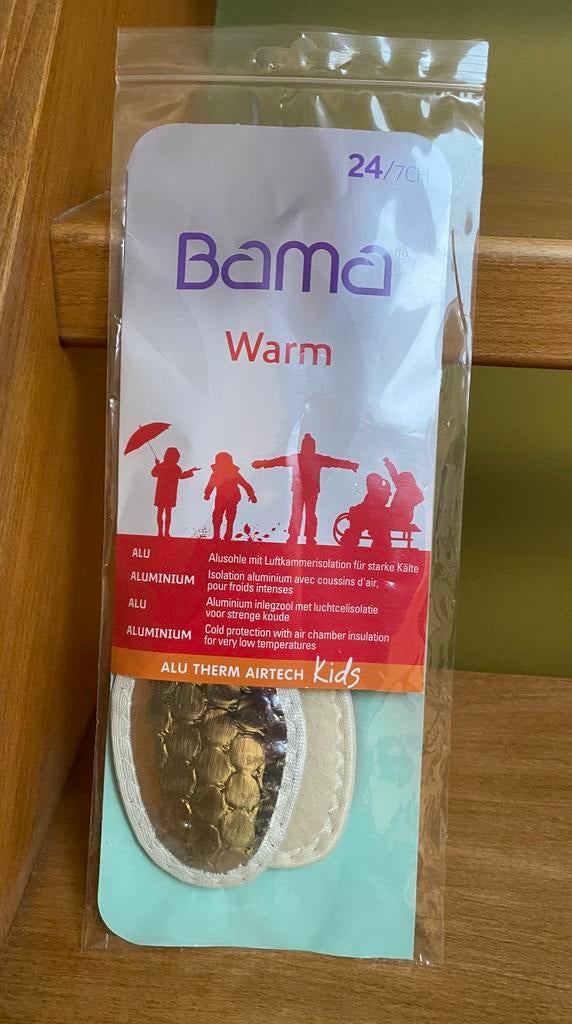 24/7CH
Bama®
Warm
ALU
Alusohle mit Luftkammerisolation für starke Kälte
ALUMINIUM
Isolation aluminium avec coussins d'air,
pour froids intenses
ALU
Aluminium inlegzool met luchtcelisolatie
voor strenge koude
ALUMINIUM
Cold protection with air chamber insulation
for very low temperatures
ALU THERM AIRTECH Kids